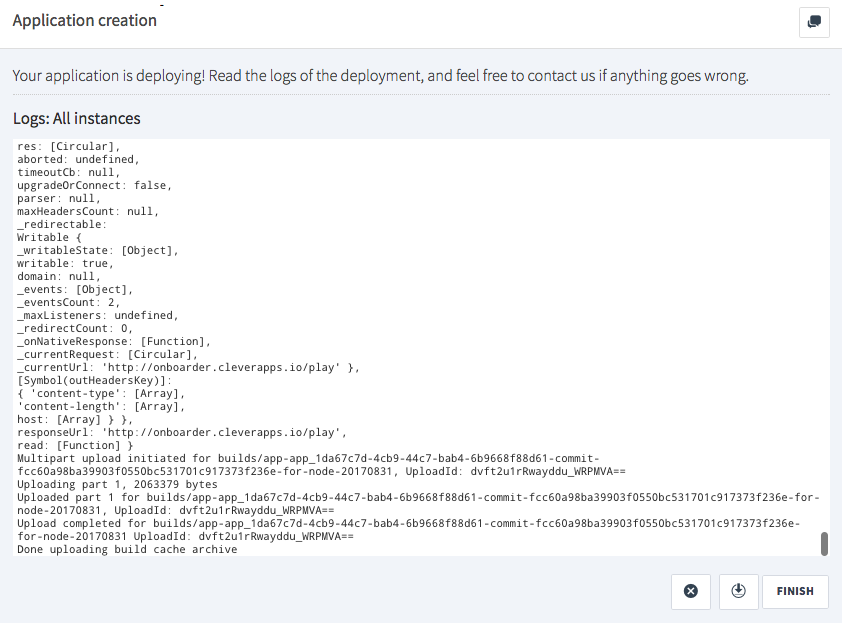 Application creation
Your application is deploying! Read the logs of the deployment, and feel free to contact us if anything goes wrong.
Logs: All instances
res: [Circular],
aborted: undefined,
timeoutCb: null,
upgradeOrConnect: false,
parser: null,
maxHeadersCount: null,
_redirectable:
Writable {
_writableState: [Object],
writable: true,
domain: null,
_events: [Object],
_eventsCount: 2,
_maxListeners: undefined,
_redirectCount: 0,
_onNativeResponse: [Function],
_currentRequest: [Circular],
_currentUrl: 'http://onboarder.cleverapps.io/play' },
[Symbol(outHeadersKey)]:
{ 'content-type': [Array],
'content-length': [Array],
host: [Array] } },
responseUrl: 'http://onboarder.cleverapps.io/play',
read: [Function] }
Multipart upload initiated for builds/app-app_1da67c7d-4cb9-44c7-bab4-6b9668f88d61-commit-
fcc60a98ba39903f0550bc531701c917373f236e-for-node-20170831, UploadId: dvft2u1rRwayddu_WRPMVA==
Uploading part 1, 2063379 bytes
Uploaded part 1 for builds/app-app_1da67c7d-4cb9-44c7-bab4-6b9668f88d61-commit-fcc60a98ba39903f0550bc531701c917373f236e-for-
node-20170831, UploadId: dvft2u1rRwayddu_WRPMVA==
Upload completed for builds/app-app_1da67c7d-4cb9-44c7-bab4-6b9668f88d61-commit-fcc60a98ba39903f0550bc531701c917373f236e-
for-node-20170831 UploadId: dvft2u1rRwayddu_WRPMVA==
Done uploading build cache archive
FINISH